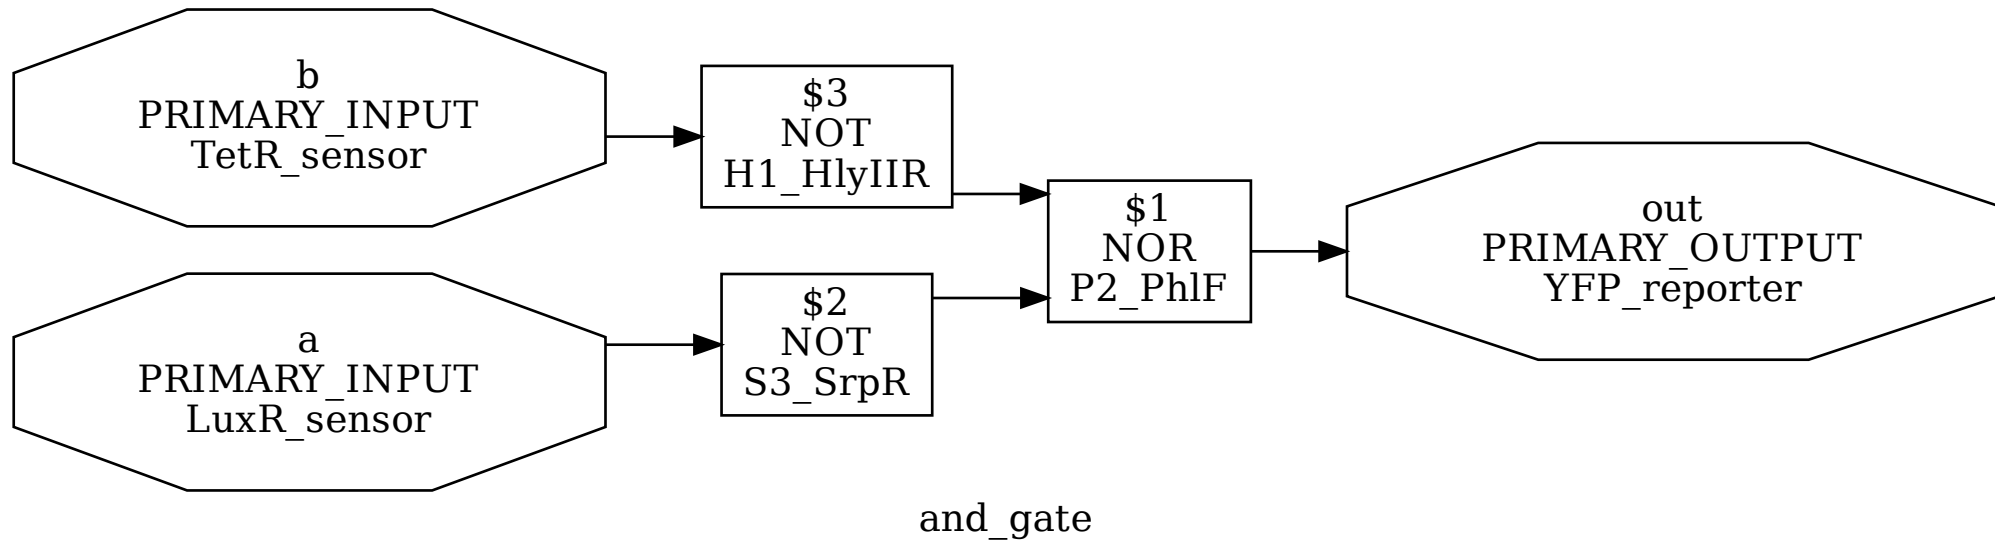 b
PRIMARY_INPUT
TetR_sensor
$3
NOT
H1_HlyIIR
a
PRIMARY_INPUT
LuxR_sensor
$2
NOT
S3_SrpR
$1
NOR
P2_PhlF
out
PRIMARY_OUTPUT
YFP_reporter
and_gate